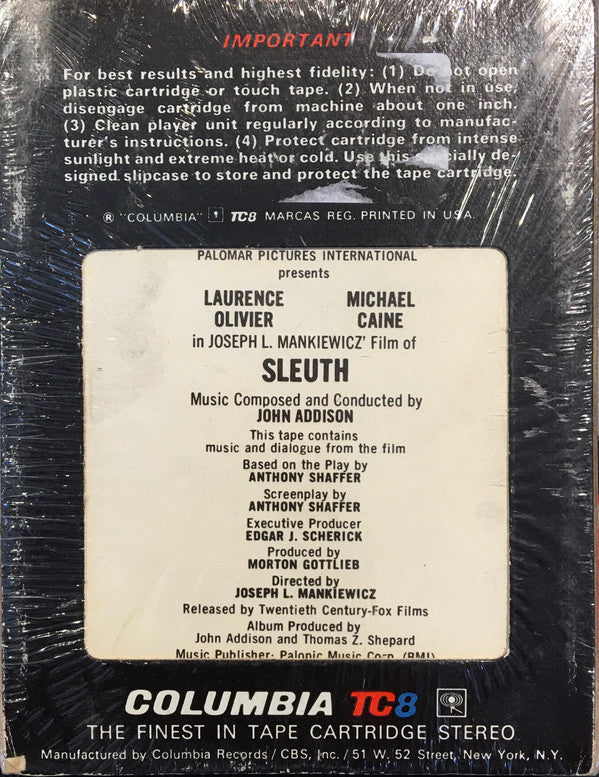 IMPORTANT
For best results and highest fidelity: (1) Do not open
plastic cartridge or touch tape. (2) When not in use,
disengage cartridge from machine about one inch.
(3) Clean player unit regularly according to manufac-
turer's instructions. (4) Protect cartridge from intense
sunlight and extreme heat or cold. Use this specially de-
signed slipcase to store and protect the tape cartridge.
® "COLUMBIA" TC8 MARCAS REG. PRINTED IN U.S.A.
PALOMAR PICTURES INTERNATIONAL
presents
LAURENCE MICHAEL
OLIVIER CAINE
in JOSEPH L. MANKIEWICZ' Film of
SLEUTH
Music Composed and Conducted by
JOHN ADDISON
This tape contains
music and dialogue from the film
Based on the Play by
ANTHONY SHAFFER
Screenplay by
ANTHONY SHAFFER
Executive Producer
EDGAR J. SCHERICK
Produced by
MORTON GOTTLIEB
Directed by
JOSEPH L. MANKIEWICZ
Released by Twentieth Century-Fox Films
Album Produced by
John Addison and Thomas Z. Shepard
Music Publisher: Palonic Music Corp. (BMI)
COLUMBIA TC8
THE FINEST IN TAPE CARTRIDGE STEREO
Manufactured by Columbia Records / CBS, Inc. / 51 W. 52 Street, New York, N.Y.